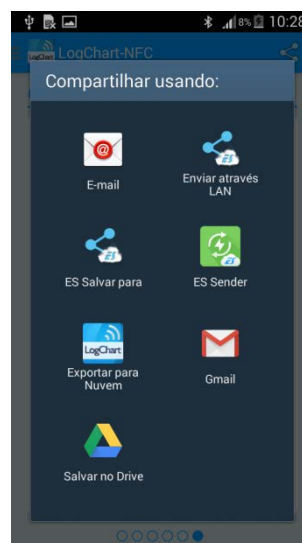 8% 10:28
LogChart-NFC
Compartilhar usando:
E-mail
Enviar através
LAN
ES Salvar para
ES Sender
LogChart
Exportar para
Nuvem
Gmail
Salvar no Drive